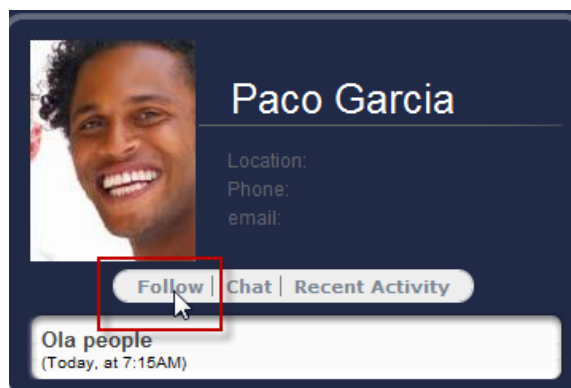 Paco Garcia
Location:
Phone:
email:
Follow | Chat | Recent Activity
Ola people
(Today, at 7:15AM)